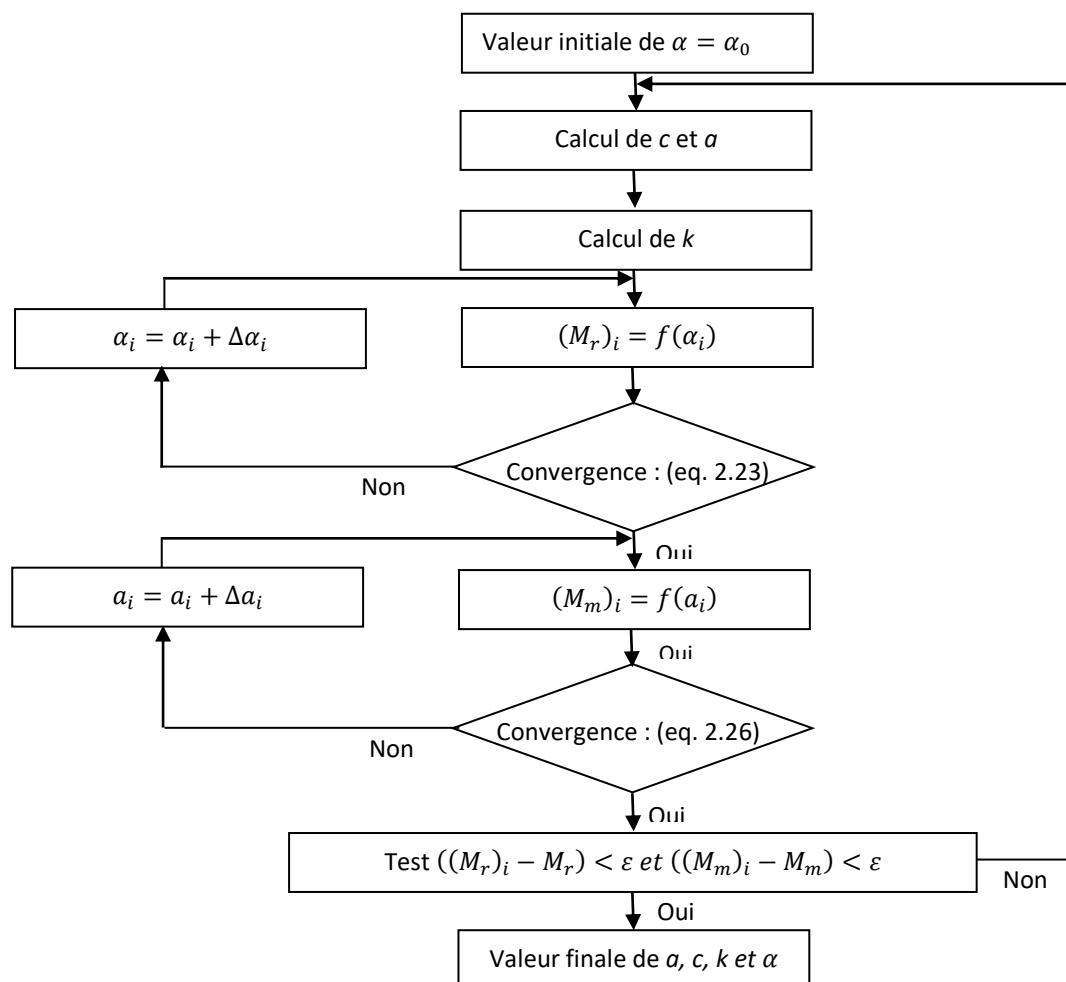 Valeur initiale de α = α₀
Calcul de c et a
Calcul de k
αᵢ = αᵢ + Δαᵢ
(Mᵣ)ᵢ = f(αᵢ)
Convergence : (eq. 2.23)
Non
Oui
aᵢ = aᵢ + Δaᵢ
(Mₘ)ᵢ = f(aᵢ)
Oui
Convergence : (eq. 2.26)
Non
Oui
Test ((Mᵣ)ᵢ − Mᵣ) < ε et ((Mₘ)ᵢ − Mₘ) < ε
Non
Oui
Valeur finale de a, c, k et α